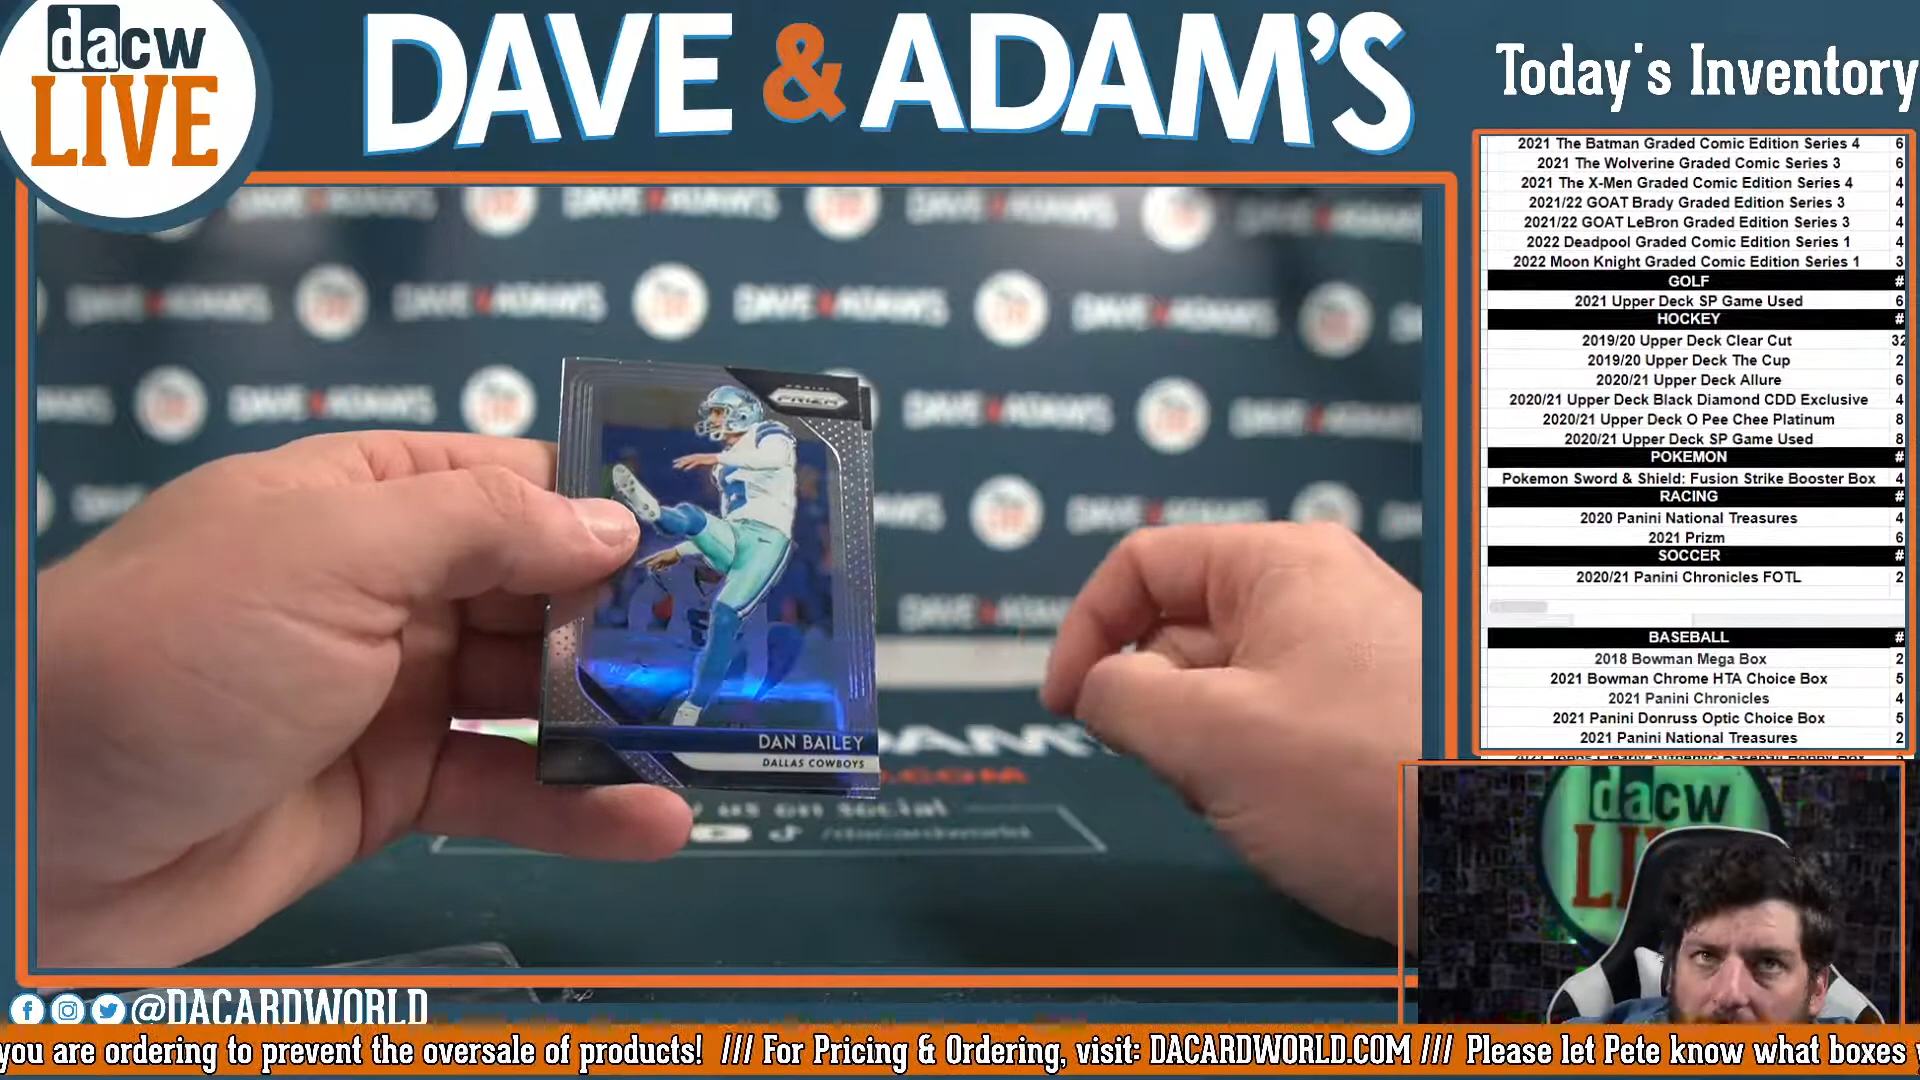 dacw
LIVE
DAVE & ADAM'S
Today's Inventory
2021 The Batman Graded Comic Edition Series 4 6
2021 The Wolverine Graded Comic Series 3 6
2021 The X-Men Graded Comic Edition Series 4 4
2021/22 GOAT Brady Graded Edition Series 3 4
2021/22 GOAT LeBron Graded Edition Series 3 4
2022 Deadpool Graded Comic Edition Series 1 4
2022 Moon Knight Graded Comic Edition Series 1 3
GOLF #
2021 Upper Deck SP Game Used 6
HOCKEY #
2019/20 Upper Deck Clear Cut 32
2019/20 Upper Deck The Cup 2
2020/21 Upper Deck Allure 6
2020/21 Upper Deck Black Diamond CDD Exclusive 4
2020/21 Upper Deck O Pee Chee Platinum 8
2020/21 Upper Deck SP Game Used 8
POKEMON #
Pokemon Sword & Shield: Fusion Strike Booster Box 4
RACING #
2020 Panini National Treasures 4
2021 Prizm 6
SOCCER #
2020/21 Panini Chronicles FOTL 2
BASEBALL #
2018 Bowman Mega Box 2
2021 Bowman Chrome HTA Choice Box 5
2021 Panini Chronicles 4
2021 Panini Donruss Optic Choice Box 5
2021 Panini National Treasures 2
DAVE & ADAM'S
PANINI
PRIZM
DAN BAILEY
DALLAS COWBOYS
us on social
/dacardworld
dacw
LI
@DACARDWORLD
you are ordering to prevent the oversale of products! /// For Pricing & Ordering, visit: DACARDWORLD.COM /// Please let Pete know what boxes